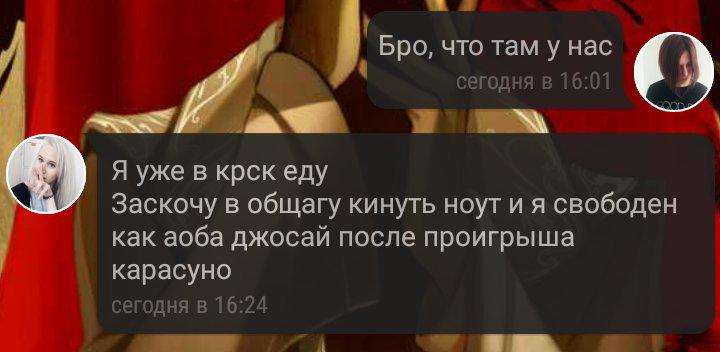 Бро, что там у нас
сегодня в 16:01
Я уже в крск еду
Заскочу в общагу кинуть ноут и я свободен
как аоба джосай после проигрыша
карасуно
сегодня в 16:24